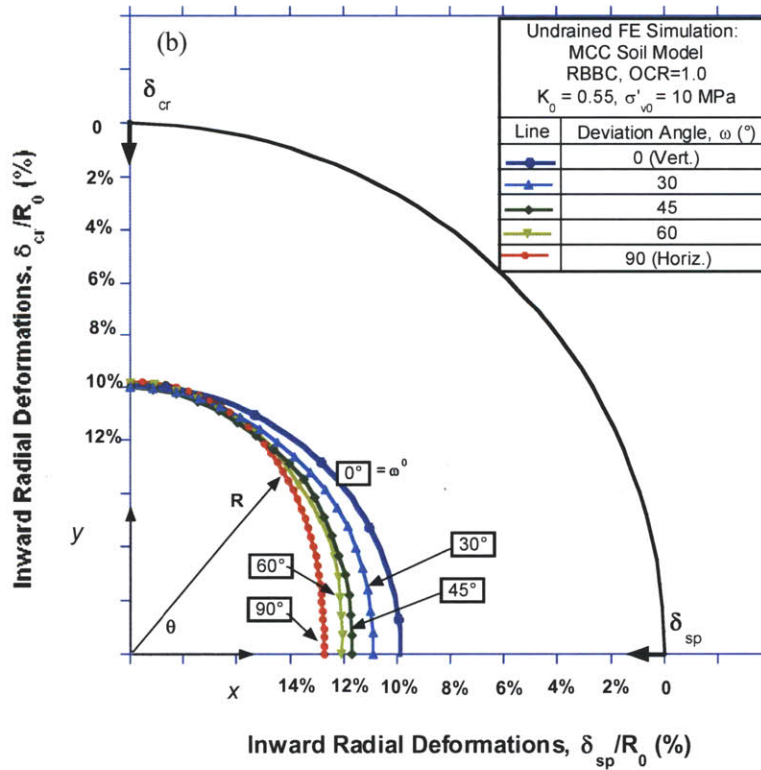 (b)
Undrained FE Simulation:
MCC Soil Model
RBBC, OCR=1.0
K₀ = 0.55, σ'v0 = 10 MPa
Line Deviation Angle, ω (°)
0 (Vert.)
30
45
60
90 (Horiz.)
δcr
0
2%
4%
6%
8%
10%
12%
Inward Radial Deformations, δcr/R₀ (%)
0° = ω⁰
R
y
30°
60°
45°
90°
θ
δsp
x
14% 12% 10% 8% 6% 4% 2% 0
Inward Radial Deformations, δsp/R₀ (%)